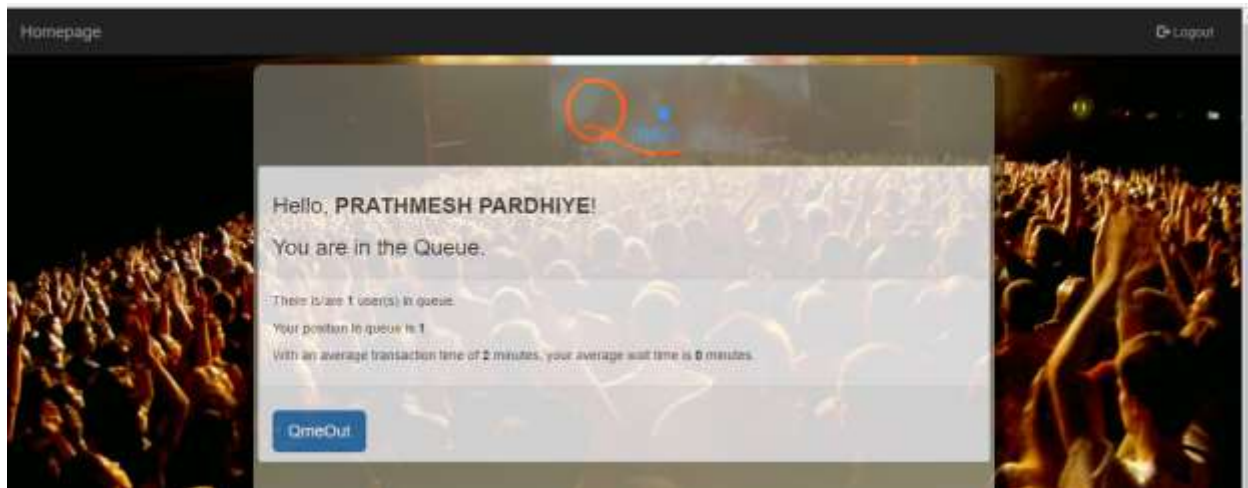 Homepage
Logout
Hello, PRATHMESH PARDHIYE!
You are in the Queue.
There is/are 1 user(s) in queue.
Your position in queue is 1
With an average transaction time of 2 minutes, your average wait time is 0 minutes.
QmeOut